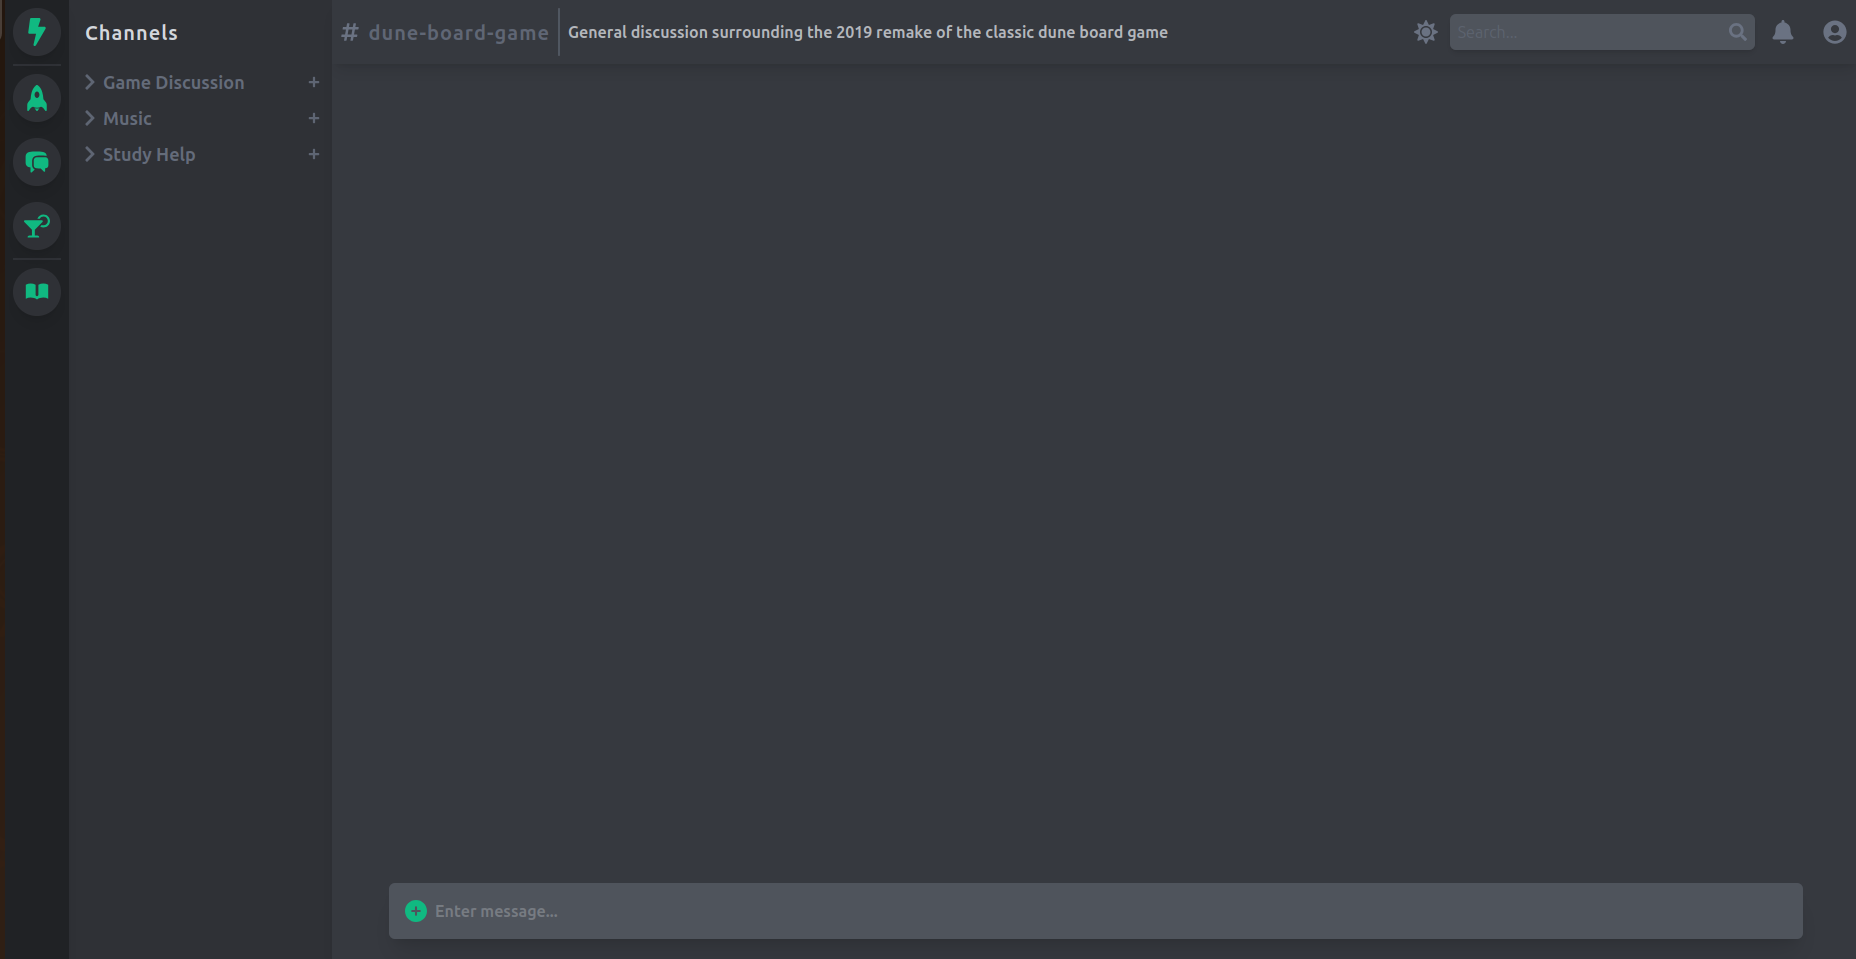 Channels
Game Discussion
Music
Study Help
# dune-board-game
General discussion surrounding the 2019 remake of the classic dune board game
Search...
Enter message...